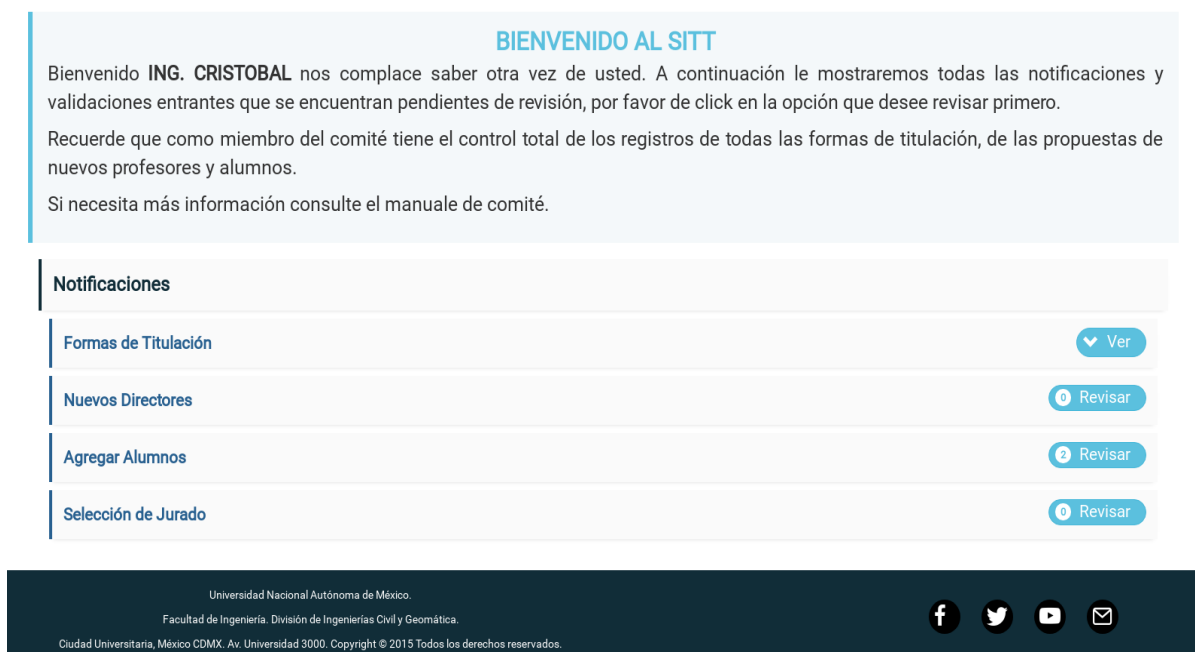 BIENVENIDO AL SITT
Bienvenido ING. CRISTOBAL nos complace saber otra vez de usted. A continuación le mostraremos todas las notificaciones y
validaciones entrantes que se encuentran pendientes de revisión, por favor de click en la opción que desee revisar primero.
Recuerde que como miembro del comité tiene el control total de los registros de todas las formas de titulación, de las propuestas de
nuevos profesores y alumnos.
Si necesita más información consulte el manuale de comité.
Notificaciones
Formas de Titulación Ver
Nuevos Directores 0 Revisar
Agregar Alumnos 2 Revisar
Selección de Jurado 0 Revisar
Universidad Nacional Autónoma de México.
Facultad de Ingeniería. División de Ingenierías Civil y Geomática.
Ciudad Universitaria, México CDMX. Av. Universidad 3000. Copyright © 2015 Todos los derechos reservados.